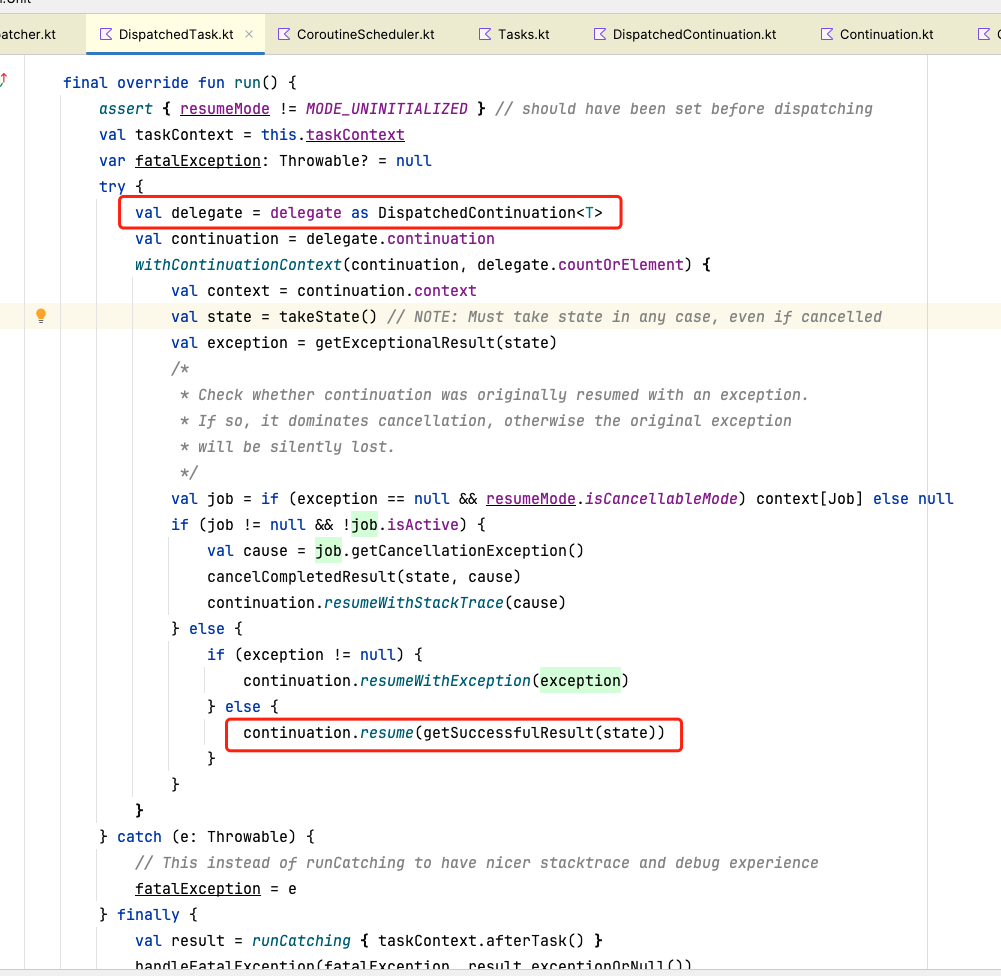 atcher.kt DispatchedTask.kt × CoroutineScheduler.kt Tasks.kt DispatchedContinuation.kt Continuation.kt
final override fun run() {
assert { resumeMode != MODE_UNINITIALIZED } // should have been set before dispatching
val taskContext = this.taskContext
var fatalException: Throwable? = null
try {
val delegate = delegate as DispatchedContinuation<T>
val continuation = delegate.continuation
withContinuationContext(continuation, delegate.countOrElement) {
val context = continuation.context
val state = takeState() // NOTE: Must take state in any case, even if cancelled
val exception = getExceptionalResult(state)
/*
* Check whether continuation was originally resumed with an exception.
* If so, it dominates cancellation, otherwise the original exception
* will be silently lost.
*/
val job = if (exception == null && resumeMode.isCancellableMode) context[Job] else null
if (job != null && !job.isActive) {
val cause = job.getCancellationException()
cancelCompletedResult(state, cause)
continuation.resumeWithStackTrace(cause)
} else {
if (exception != null) {
continuation.resumeWithException(exception)
} else {
continuation.resume(getSuccessfulResult(state))
}
}
}
} catch (e: Throwable) {
// This instead of runCatching to have nicer stacktrace and debug experience
fatalException = e
} finally {
val result = runCatching { taskContext.afterTask() }
handleFatalException(fatalException, result.exceptionOrNull())